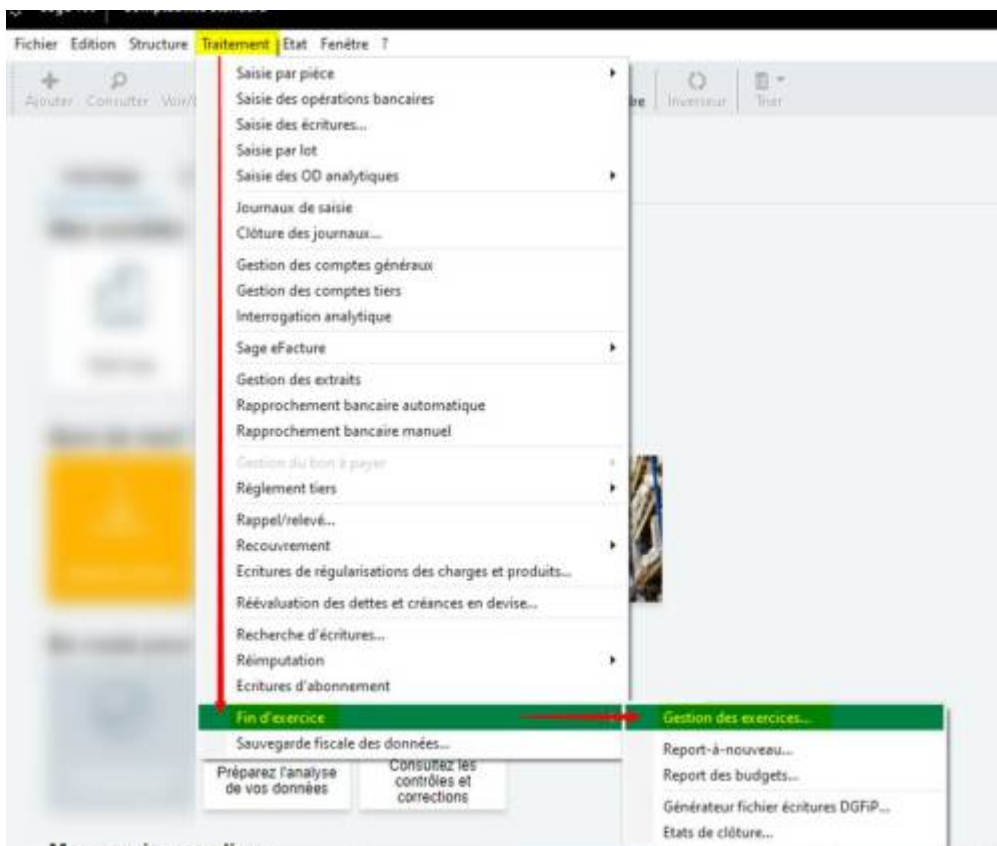 Fichier Edition Structure Traitement Etat Fenêtre ?
Ajouter Consulter Inverseur Trier
Saisie par pièce
Saisie des opérations bancaires
Saisie des écritures...
Saisie par lot
Saisie des OD analytiques
Journaux de saisie
Clôture des journaux...
Gestion des comptes généraux
Gestion des comptes tiers
Interrogation analytique
Sage eFacture
Gestion des extraits
Rapprochement bancaire automatique
Rapprochement bancaire manuel
Gestion du bon à payer
Règlement tiers
Rappel/relevé...
Recouvrement
Ecritures de régularisations des charges et produits...
Réévaluation des dettes et créances en devise...
Recherche d'écritures...
Réimputation
Ecritures d'abonnement
Fin d'exercice
Sauvegarde fiscale des données...
Gestion des exercices...
Report-à-nouveau...
Report des budgets...
Générateur fichier écritures DGFiP...
Etats de clôture...
Préparez l'analyse
de vos données
Consultez les
contrôles et
corrections